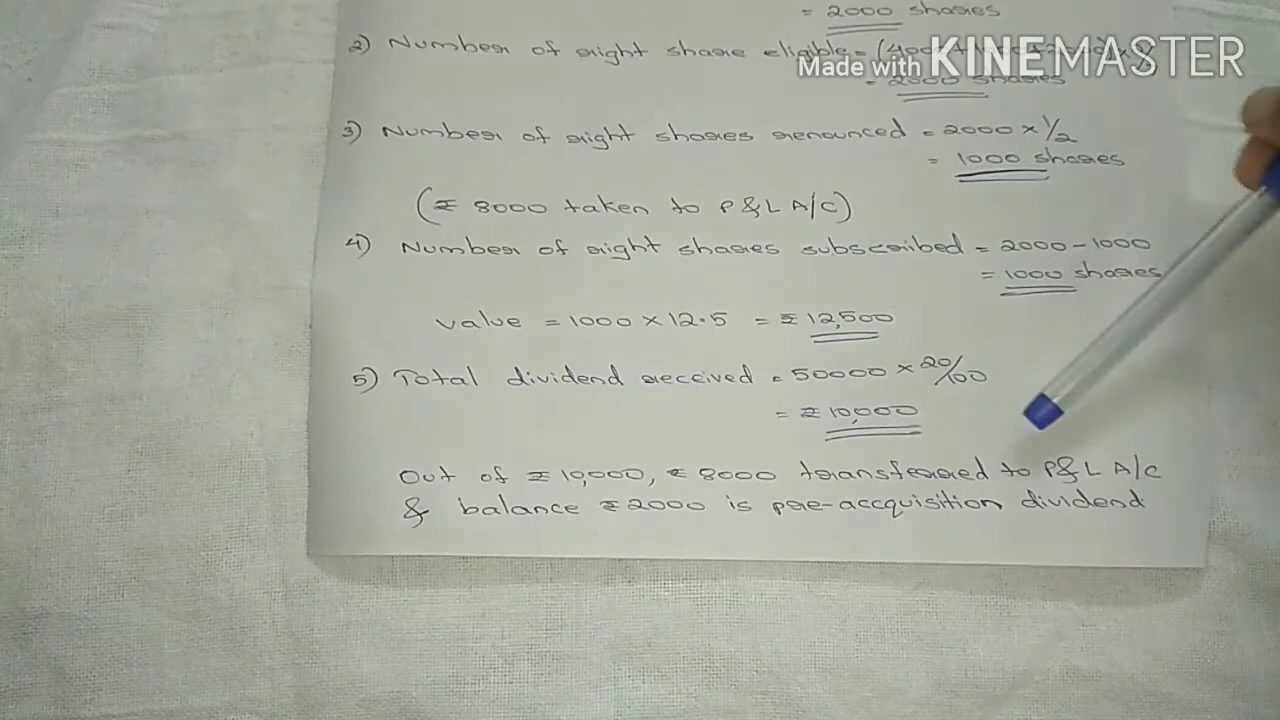 = 2000 shares
2) Number of right share eligible =
Made with KINEMASTER
= 2000 shares
3) Number of right shares renounced = 2000 × 1/2
= 1000 shares
(₹ 8000 taken to P&L A/C)
4) Number of right shares subscribed = 2000 - 1000
= 1000 shares
value = 1000 × 12.5 = ₹ 12,500
5) Total dividend received = 50000 × 20/100
= ₹ 10,000
Out of ₹ 10,000, ₹ 8000 transferred to P&L A/C
& balance ₹ 2000 is pre-accquisition dividend